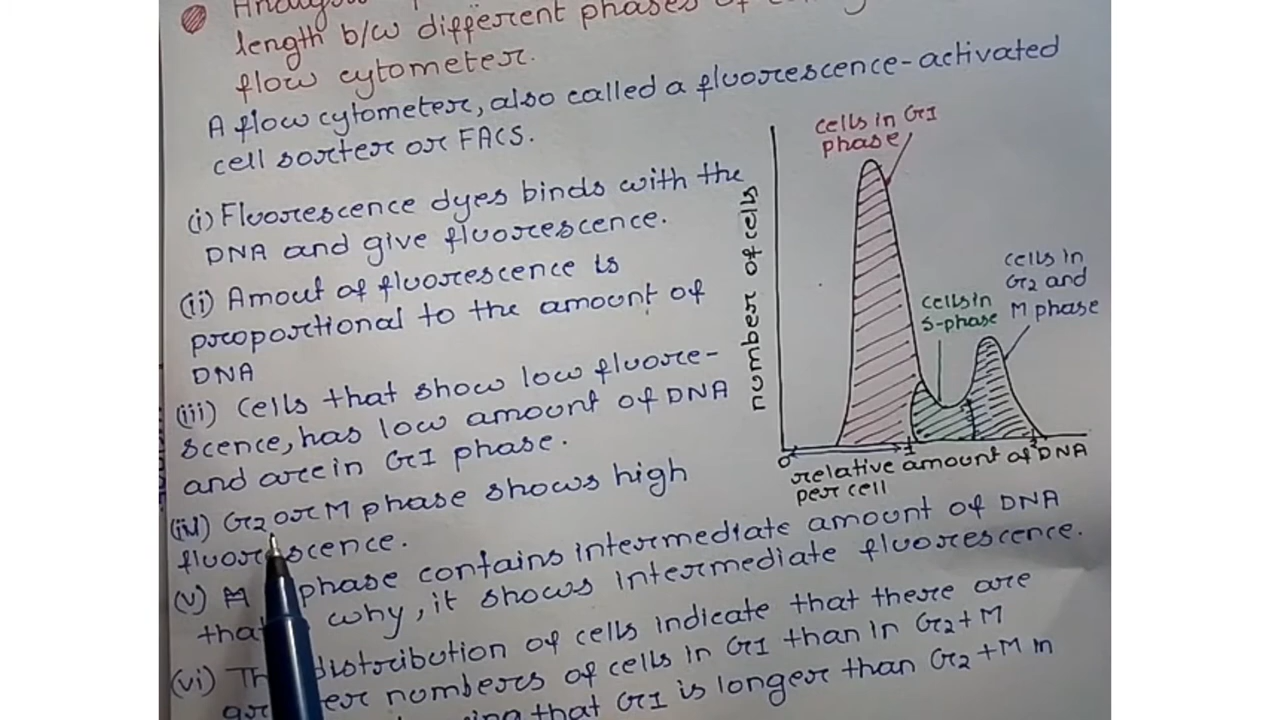 length b/w different phases of
flow cytometer.
A flow cytometer, also called a fluorescence-activated
cell sorter or FACS.
(i) Fluorescence dyes binds with the
DNA and give fluorescence.
(ii) Amout of fluorescence is
proportional to the amount of
DNA
(iii) Cells that show low fluore-
scence, has low amount of DNA
and are in G1 phase.
(iv) G2 or M phase shows high
fluorescence.
(v) phase contains intermediate amount of DNA
why, it shows intermediate fluorescence.
(vi) distribution of cells indicate that there are
numbers of cells in G1 than in G2+M
that G1 is longer than G2+M
number of cells
cells in G1
phase
cells in
S-phase
cells in
G2 and
M phase
0 1 2
relative amount of DNA
per cell